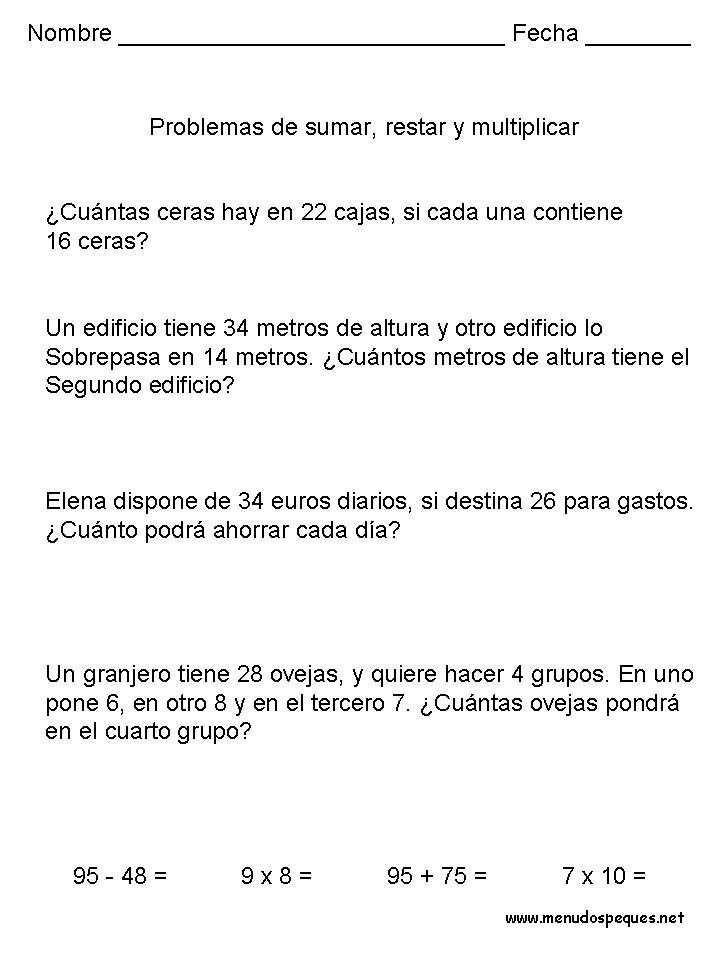 Nombre _____________________________ Fecha ________
Problemas de sumar, restar y multiplicar
¿Cuántas ceras hay en 22 cajas, si cada una contiene
16 ceras?
Un edificio tiene 34 metros de altura y otro edificio lo
Sobrepasa en 14 metros. ¿Cuántos metros de altura tiene el
Segundo edificio?
Elena dispone de 34 euros diarios, si destina 26 para gastos.
¿Cuánto podrá ahorrar cada día?
Un granjero tiene 28 ovejas, y quiere hacer 4 grupos. En uno
pone 6, en otro 8 y en el tercero 7. ¿Cuántas ovejas pondrá
en el cuarto grupo?
95 - 48 = 9 x 8 = 95 + 75 = 7 x 10 =
www.menudospeques.net